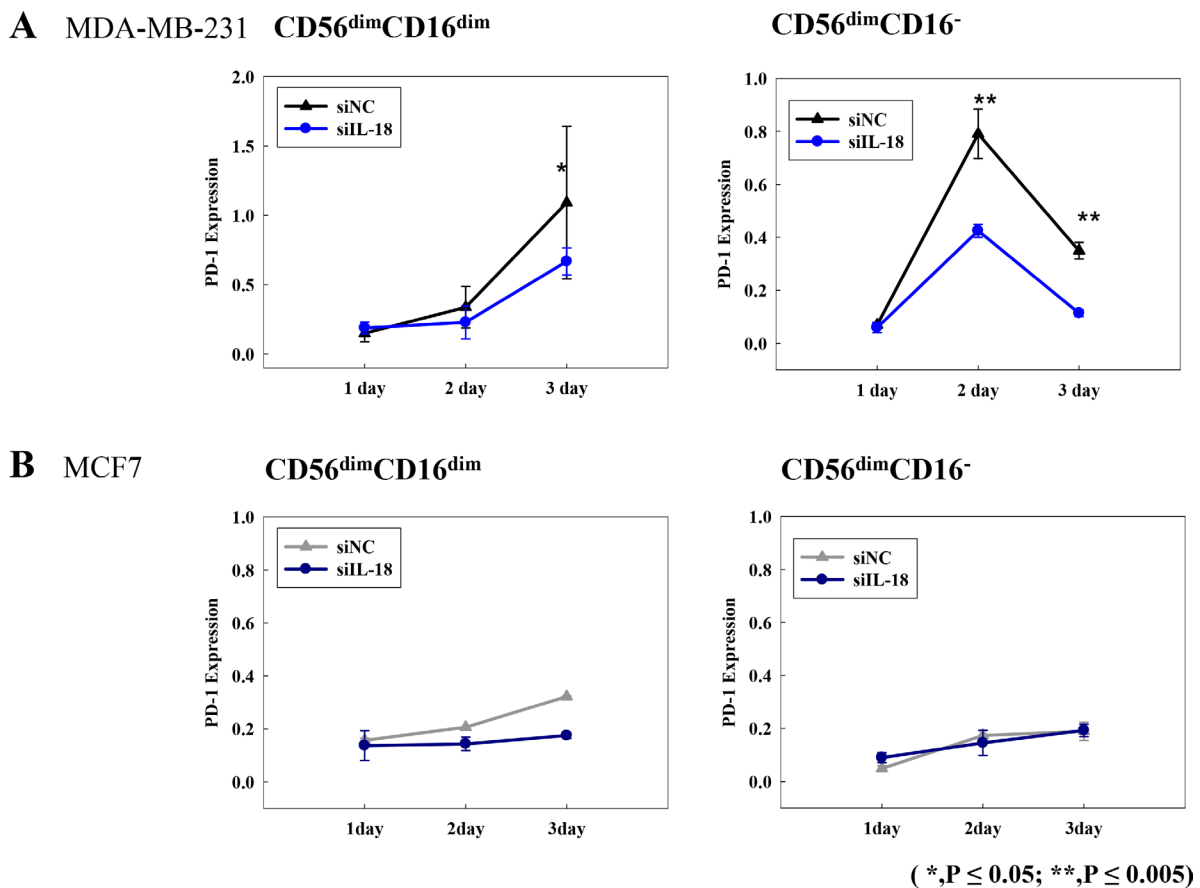 A MDA-MB-231 CD56dimCD16dim CD56dimCD16-
2.0
1.5
1.0
0.5
0.0
PD-1 Expression
siNC
siIL-18
*
1 day 2 day 3 day
1.0
0.8
0.6
0.4
0.2
0.0
PD-1 Expression
siNC
siIL-18
**
**
1 day 2 day 3 day
B MCF7 CD56dimCD16dim CD56dimCD16-
1.0
0.8
0.6
0.4
0.2
0.0
PD-1 Expression
siNC
siIL-18
1day 2day 3day
1.0
0.8
0.6
0.4
0.2
0.0
PD-1 Expression
siNC
siIL-18
1day 2day 3day
( *,P ≤ 0.05; **,P ≤ 0.005)